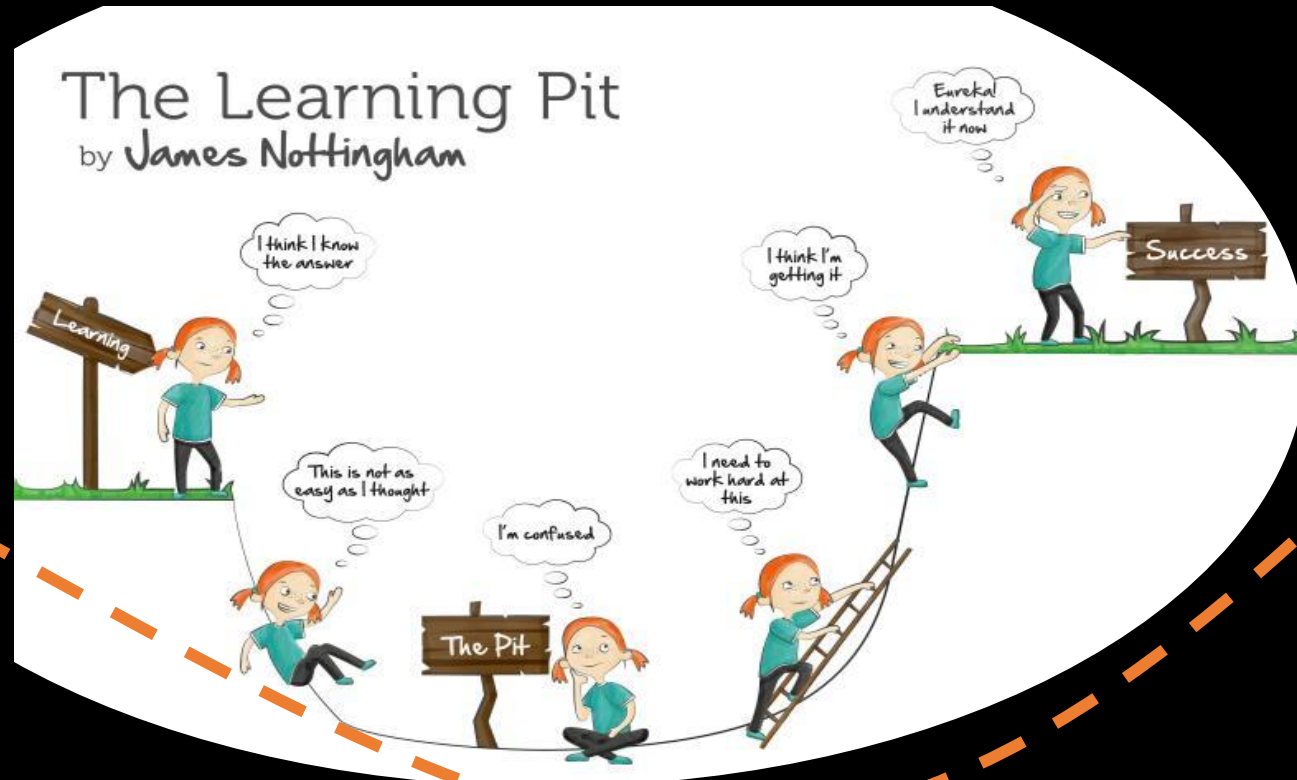 The Learning Pit
by James Nottingham
Learning
I think I know
the answer
This is not as
easy as I thought
The Pit
I'm confused
I need to
work hard at
this
I think I'm
getting it
Eureka!
I understand
it now
Success